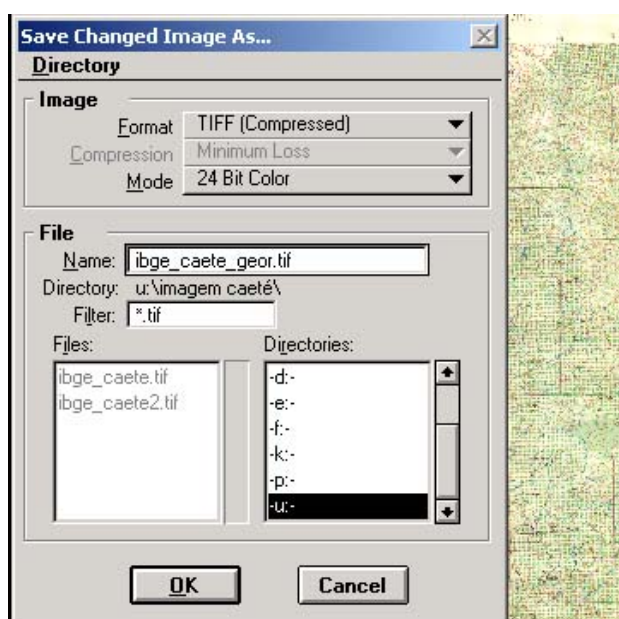 Save Changed Image As...
Directory
Image
Format TIFF (Compressed)
Compression Minimum Loss
Mode 24 Bit Color
File
Name: ibge_caete_geor.tif
Directory: u:\imagem caeté\
Filter: *.tif
Files: Directories:
ibge_caete.tif -d:-
ibge_caete2.tif -e:-
-f:-
-k:-
-p:-
-u:-
OK Cancel